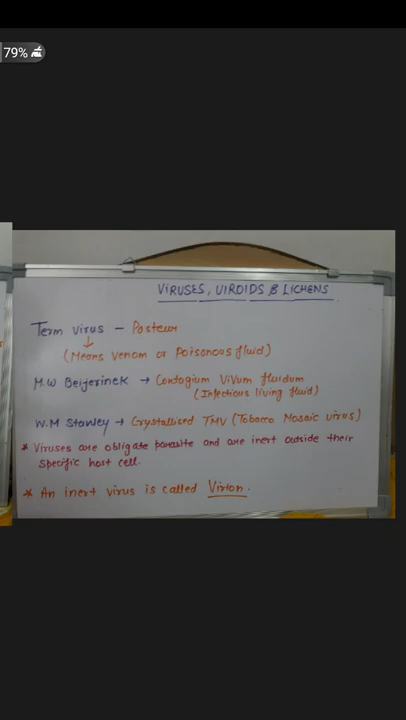 79%
VIRUSES, VIROIDS & LICHENS
Term virus - Pasteur
(Means venom or Poisonous fluid)
M.W Beijerinek → Contagium Vivum fluidum
(Infectious living fluid)
W.M Stanley → Crystallised TMV (Tobacco Mosaic virus)
* Viruses are obligate parasite and are inert outside their
specific host cell.
* An inert virus is called Virion.